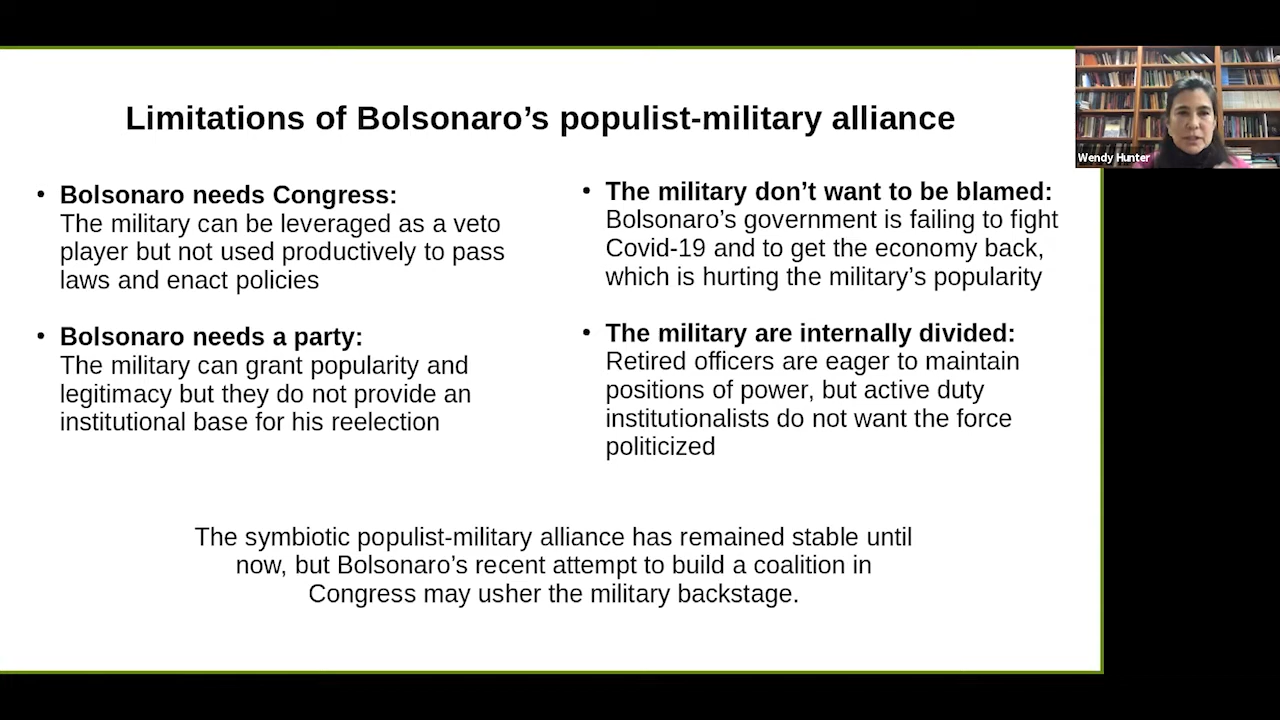 Limitations of Bolsonaro’s populist-military alliance
• Bolsonaro needs Congress:
The military can be leveraged as a veto
player but not used productively to pass
laws and enact policies
• Bolsonaro needs a party:
The military can grant popularity and
legitimacy but they do not provide an
institutional base for his reelection
• The military don’t want to be blamed:
Bolsonaro’s government is failing to fight
Covid-19 and to get the economy back,
which is hurting the military’s popularity
• The military are internally divided:
Retired officers are eager to maintain
positions of power, but active duty
institutionalists do not want the force
politicized
The symbiotic populist-military alliance has remained stable until
now, but Bolsonaro’s recent attempt to build a coalition in
Congress may usher the military backstage.
Wendy Hunter